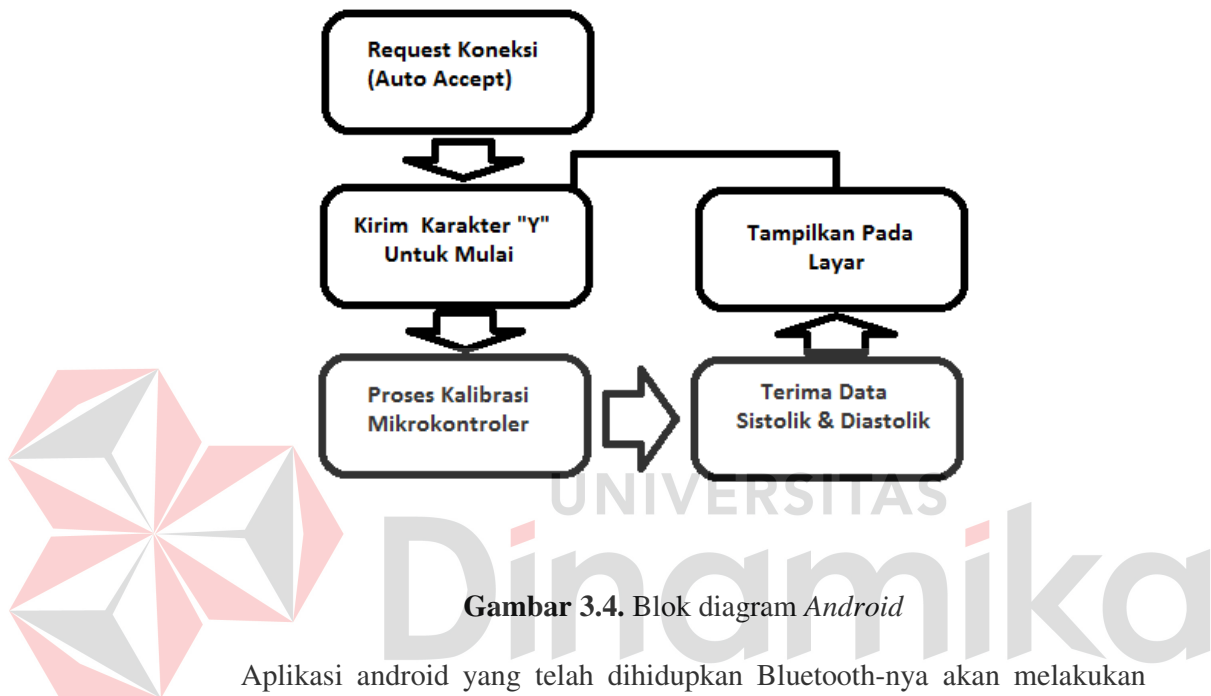 Request Koneksi
(Auto Accept)
Kirim Karakter "Y"
Untuk Mulai
Tampilkan Pada
Layar
Proses Kalibrasi
Mikrokontroler
Terima Data
Sistolik & Diastolik
UNIVERSITAS
Dinamika
Gambar 3.4. Blok diagram Android
Aplikasi android yang telah dihidupkan Bluetooth-nya akan melakukan